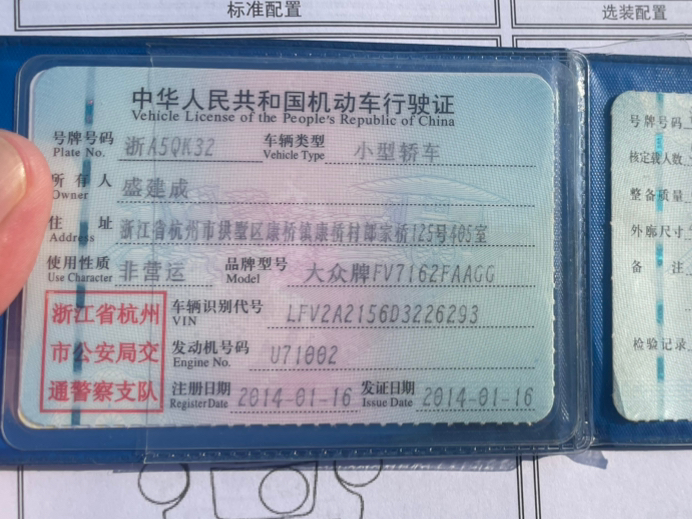 标准配置
选装配置
中华人民共和国机动车行驶证
Vehicle License of the People's Republic of China
号牌号码 浙A5QK32 车辆类型 小型轿车
Plate No. Vehicle Type
所有人 盛建成
Owner
住址 浙江省杭州市拱墅区康桥镇康桥村郎家桥125号405室
Address
使用性质 非营运 品牌型号 大众牌FV7162FAAGG
Use Character Model
浙江省杭州
市公安局交
通警察支队
车辆识别代号 LFV2A2156D3226293
VIN
发动机号码 U71002
Engine No.
注册日期 2014-01-16 发证日期 2014-01-16
Register Date Issue Date
号牌号码
核定载人数
整备质量
外廓尺寸
备注
检验记录